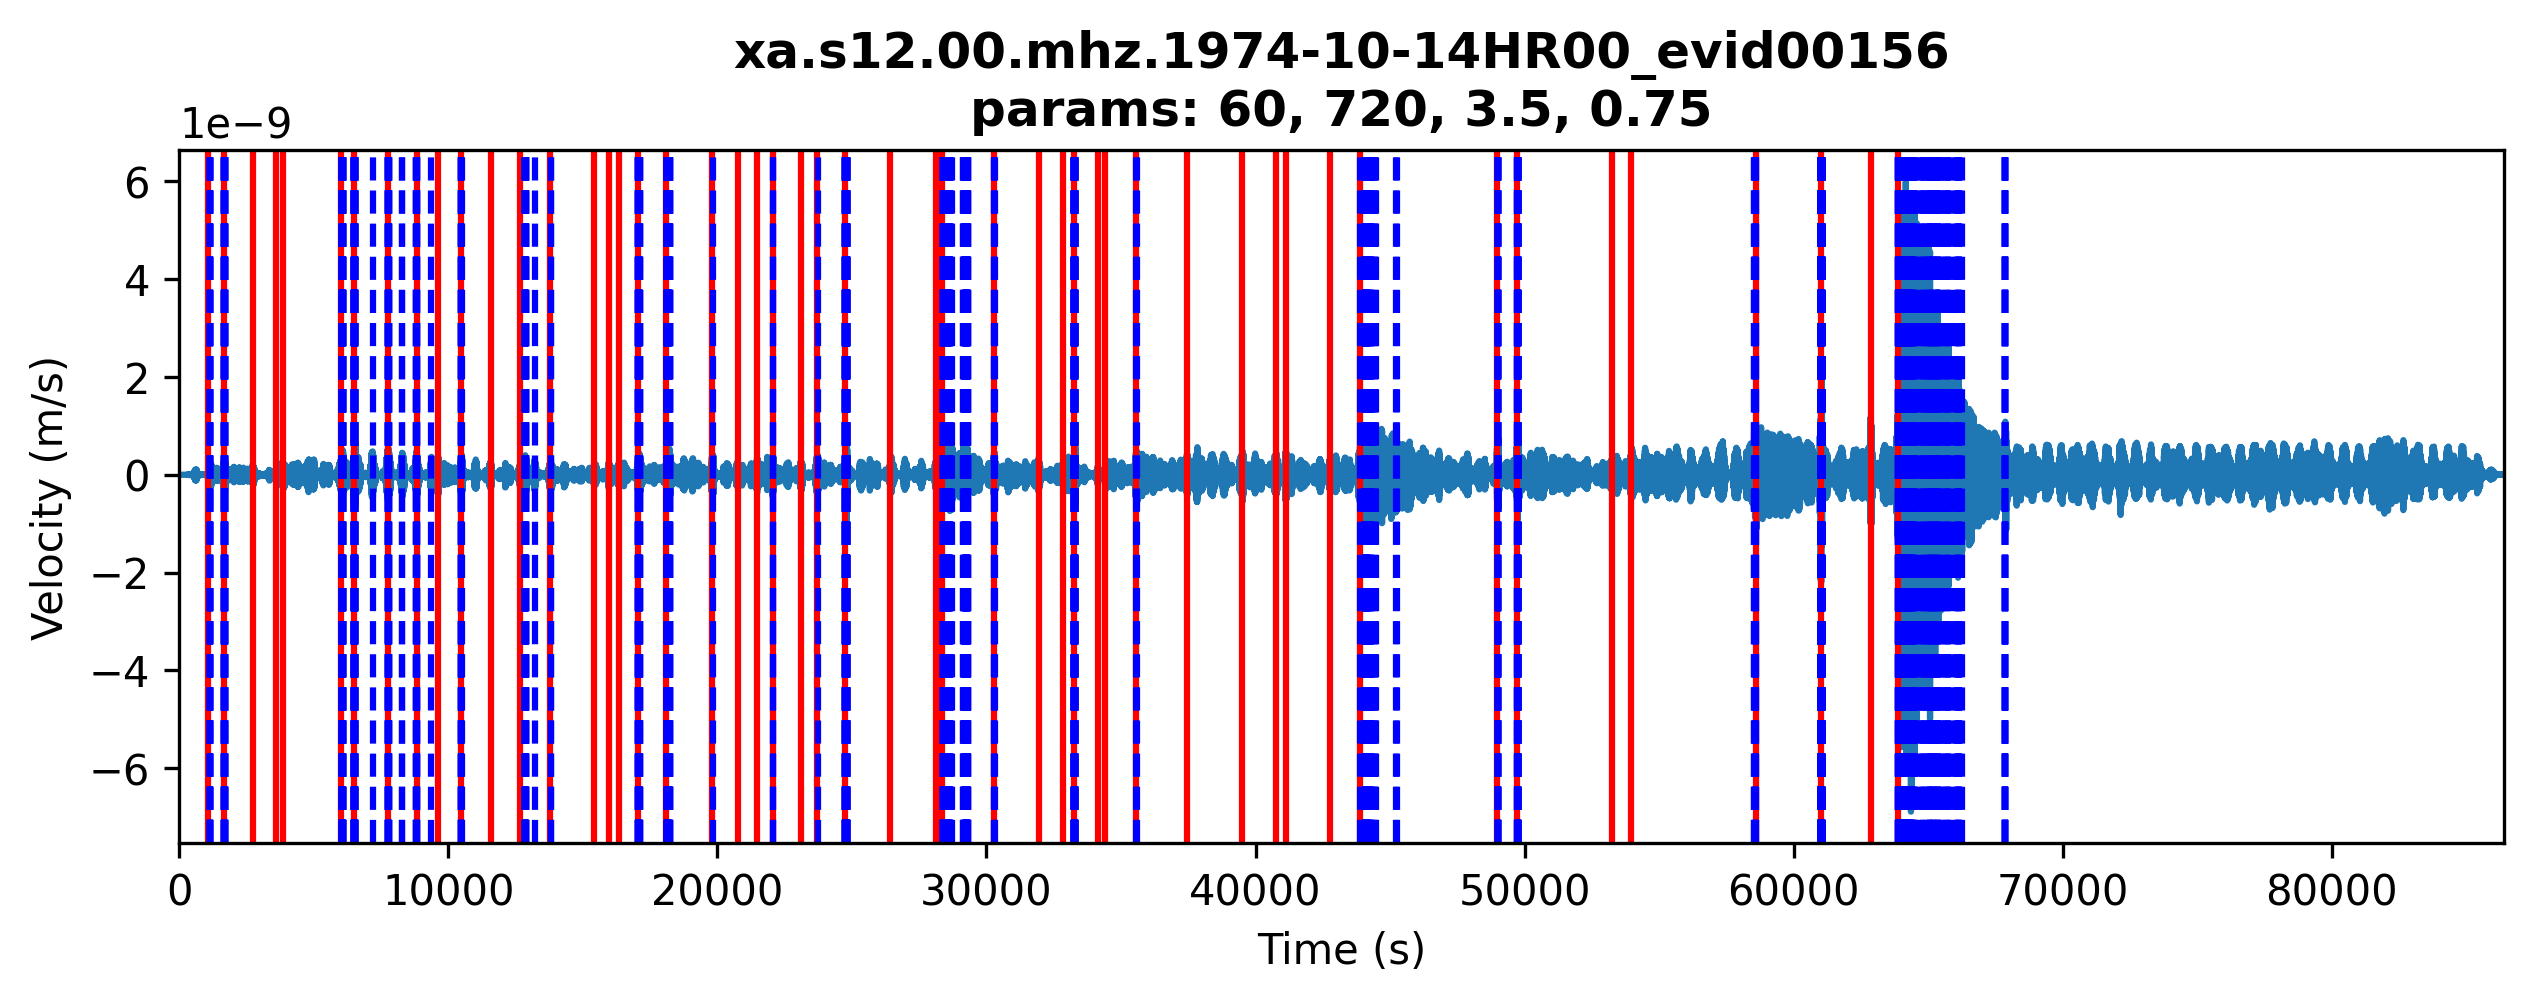 xa.s12.00.mhz.1974-10-14HR00_evid00156
params: 60, 720, 3.5, 0.75
1e−9
6
4
2
0
−2
−4
−6
Velocity (m/s)
0 10000 20000 30000 40000 50000 60000 70000 80000
Time (s)